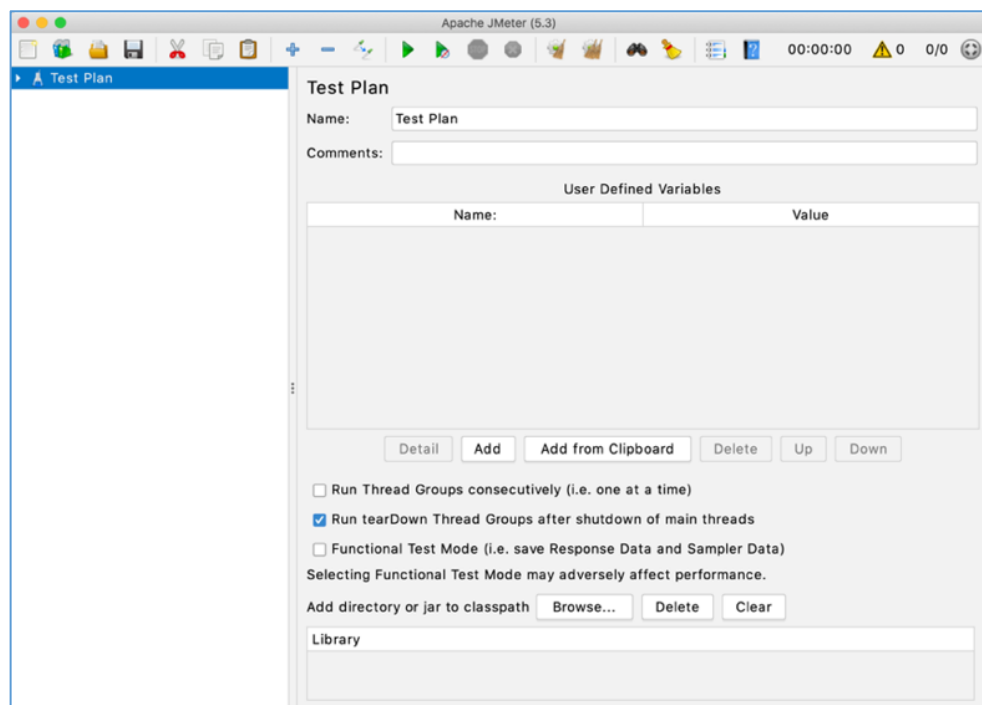 Apache JMeter (5.3)
00:00:00 0 0/0
Test Plan
Test Plan
Name: Test Plan
Comments:
User Defined Variables
Name: Value
Detail Add Add from Clipboard Delete Up Down
Run Thread Groups consecutively (i.e. one at a time)
Run tearDown Thread Groups after shutdown of main threads
Functional Test Mode (i.e. save Response Data and Sampler Data)
Selecting Functional Test Mode may adversely affect performance.
Add directory or jar to classpath Browse... Delete Clear
Library